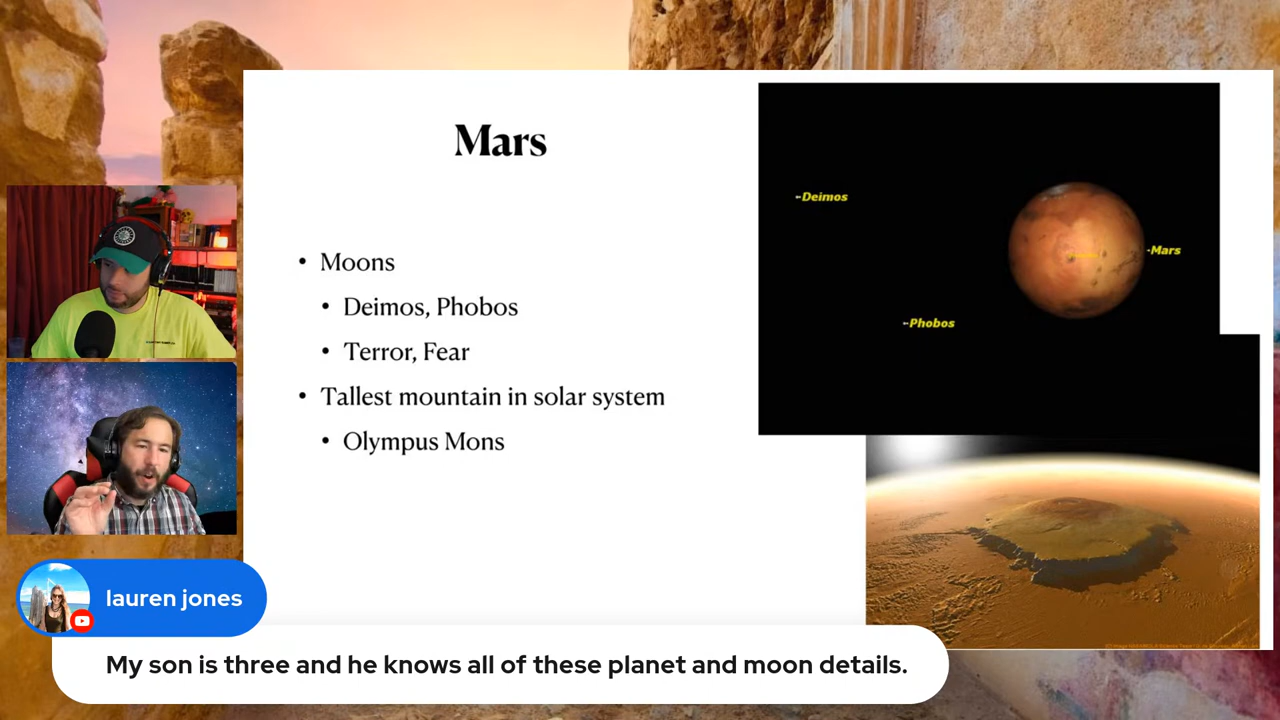 Mars
• Moons
• Deimos, Phobos
• Terror, Fear
• Tallest mountain in solar system
• Olympus Mons
Deimos
Mars
Phobos
lauren jones
My son is three and he knows all of these planet and moon details.